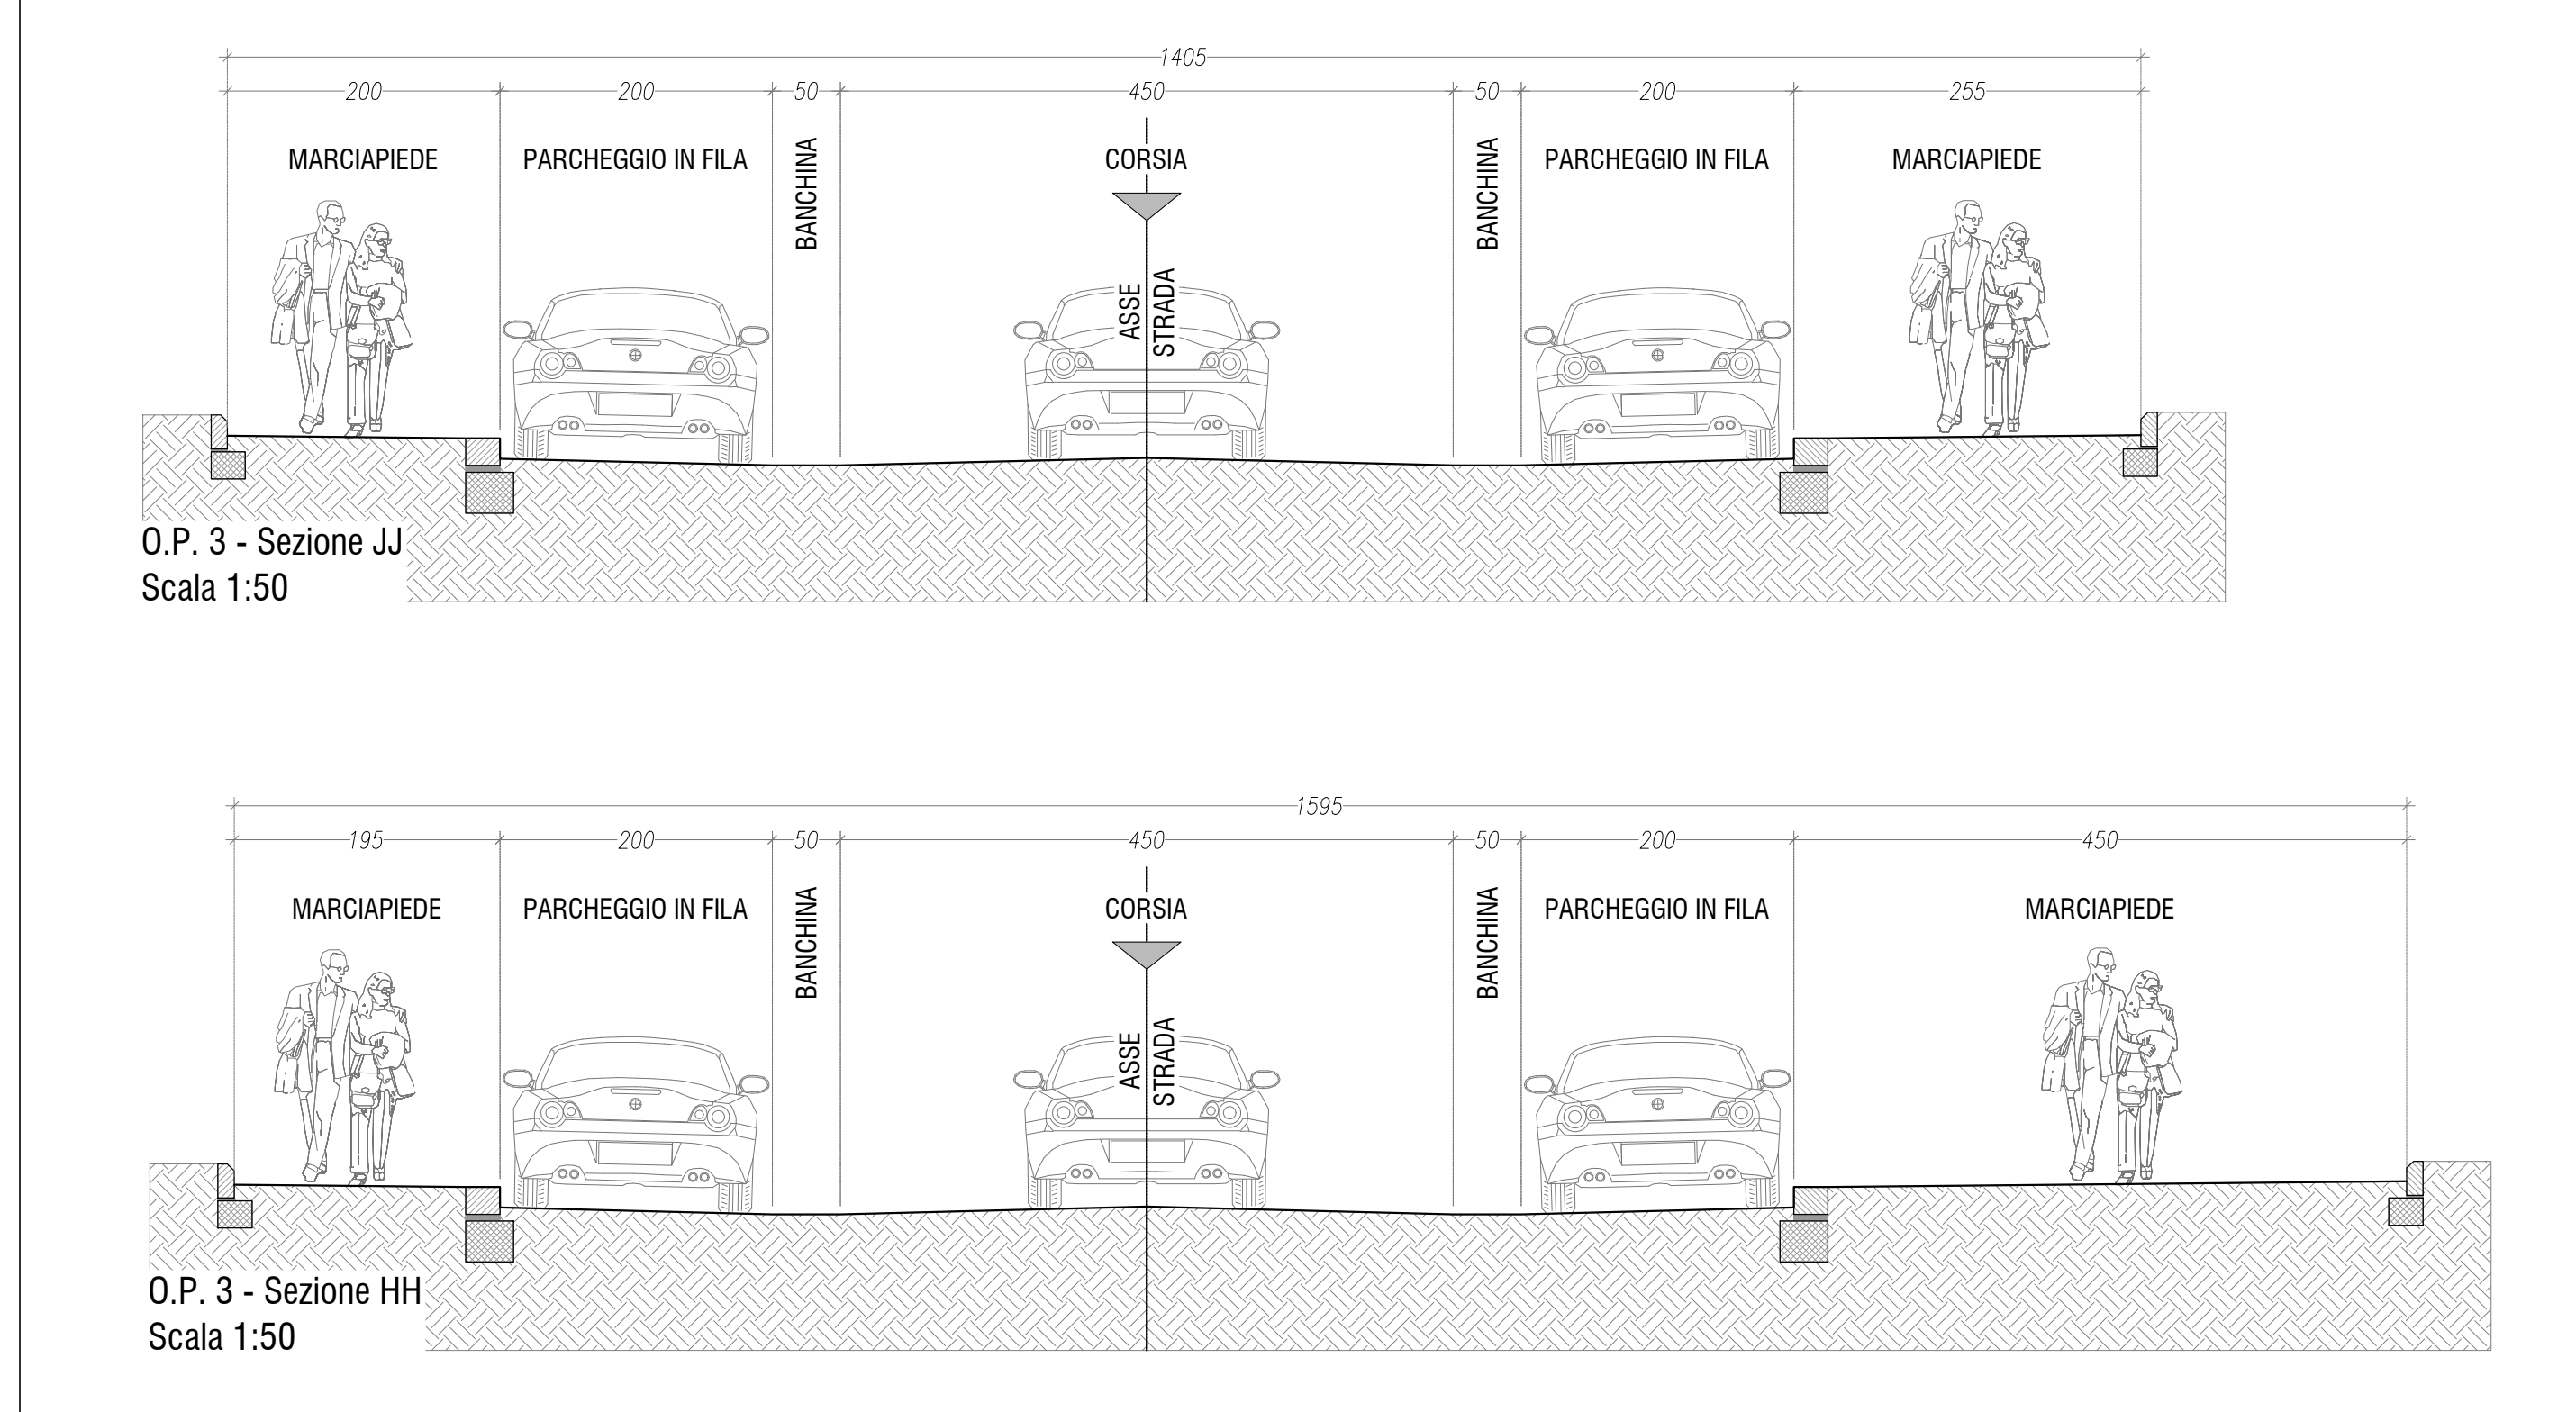 1405
200 200 50 450 50 200 255
MARCIAPIEDE PARCHEGGIO IN FILA BANCHINA CORSIA BANCHINA PARCHEGGIO IN FILA MARCIAPIEDE
ASSE
STRADA
O.P. 3 - Sezione JJ
Scala 1:50
1595
195 200 50 450 50 200 450
MARCIAPIEDE PARCHEGGIO IN FILA BANCHINA CORSIA BANCHINA PARCHEGGIO IN FILA MARCIAPIEDE
ASSE
STRADA
O.P. 3 - Sezione HH
Scala 1:50